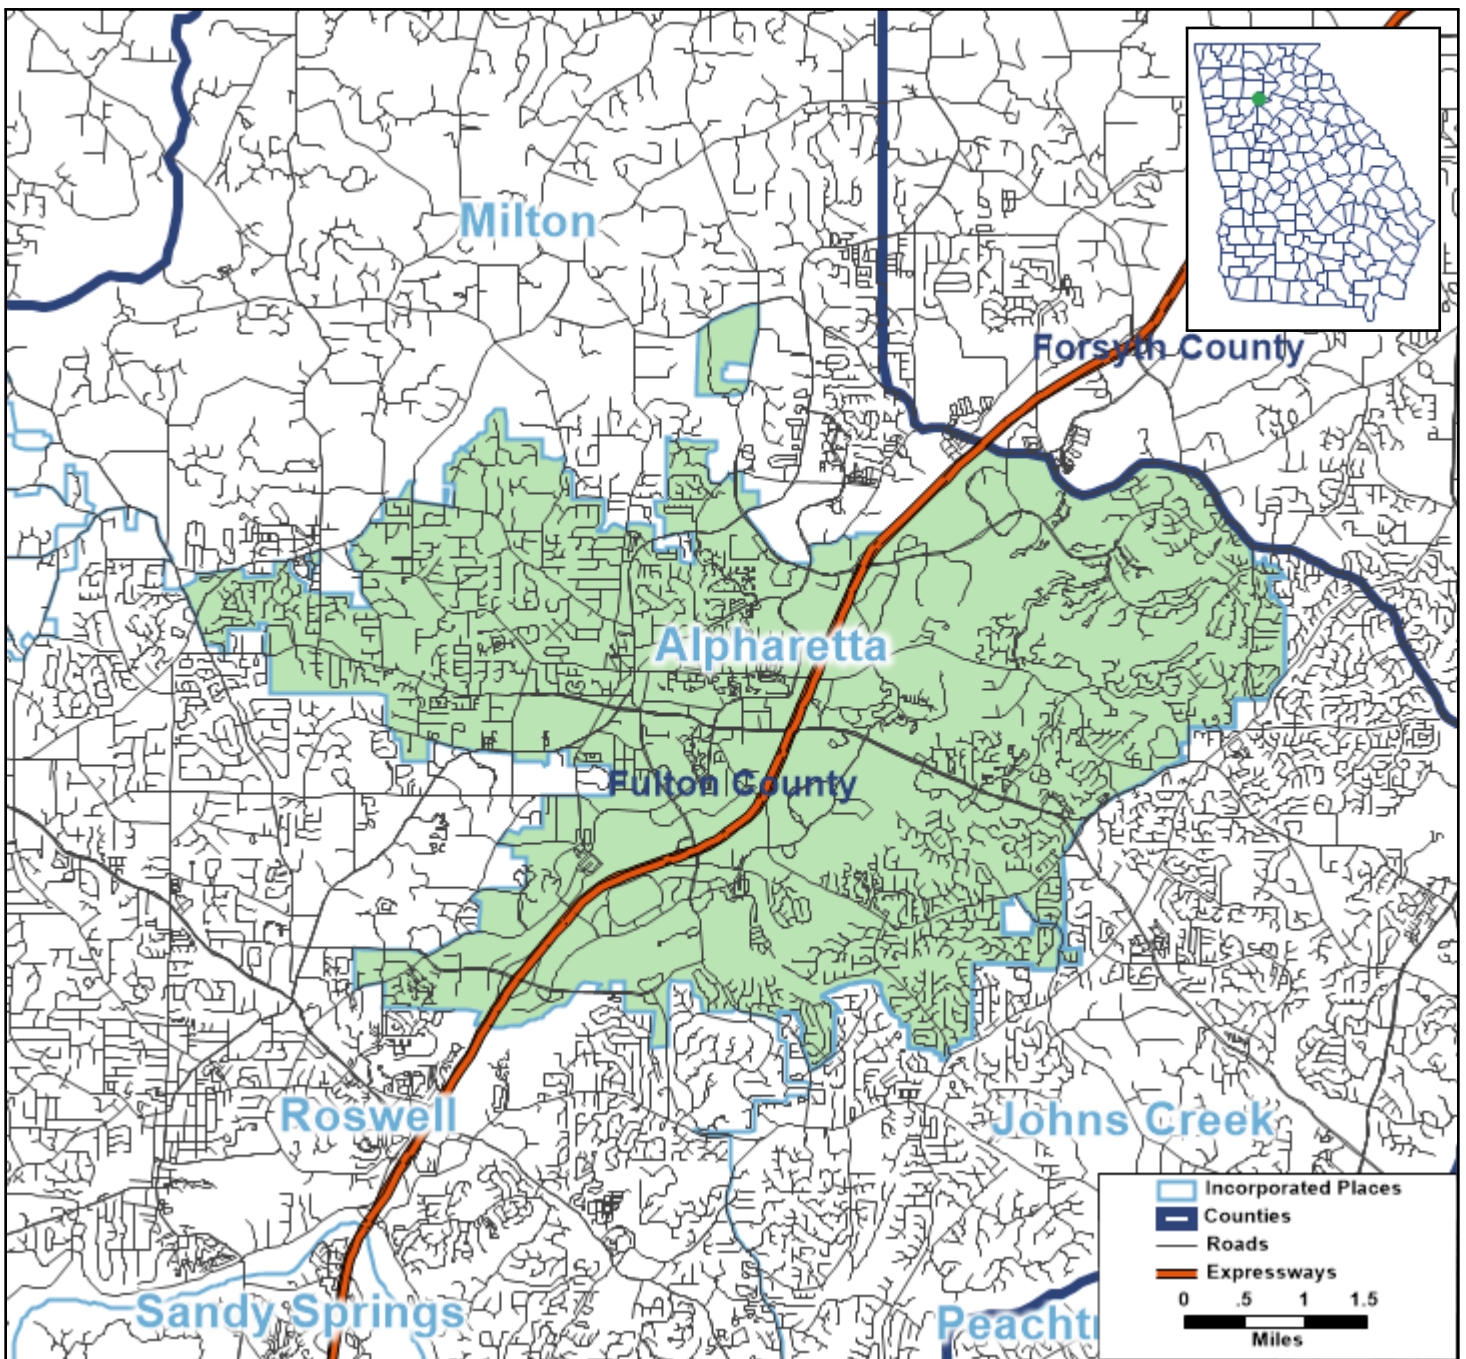 Milton
Forsyth County
Alpharetta
Fulton County
Roswell
Johns Creek
Sandy Springs
Peachtr
Incorporated Places
Counties
Roads
Expressways
0 .5 1 1.5
Miles